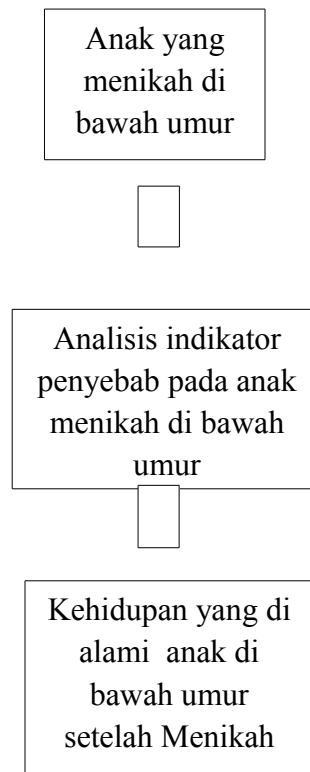 Anak yang
menikah di
bawah umur
Analisis indikator
penyebab pada anak
menikah di bawah
umur
Kehidupan yang di
alami anak di
bawah umur
setelah Menikah